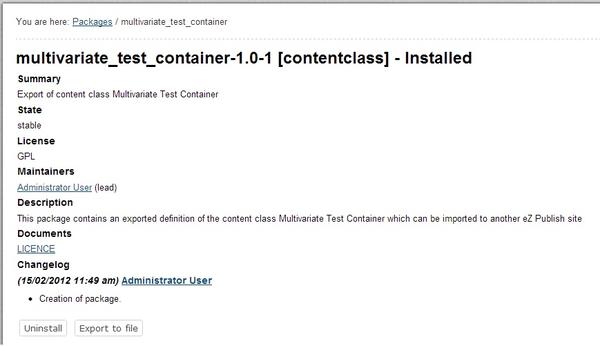 You are here: Packages / multivariate_test_container
multivariate_test_container-1.0-1 [contentclass] - Installed
Summary
Export of content class Multivariate Test Container
State
stable
License
GPL
Maintainers
Administrator User (lead)
Description
This package contains an exported definition of the content class Multivariate Test Container which can be imported to another eZ Publish site
Documents
LICENCE
Changelog
(15/02/2012 11:49 am) Administrator User
• Creation of package.
Uninstall Export to file